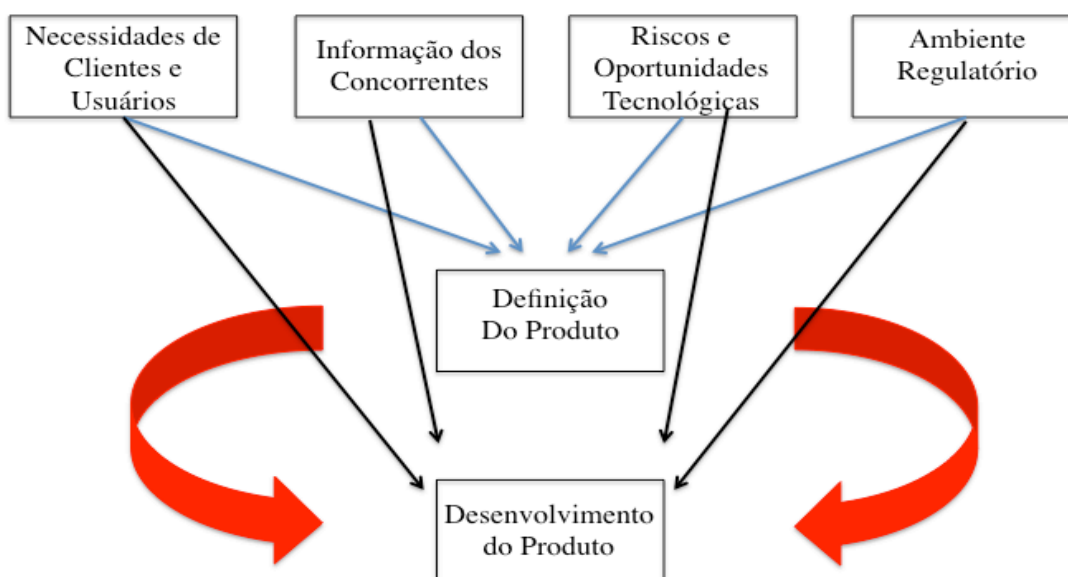 Necessidades de
Clientes e
Usuários
Informação dos
Concorrentes
Riscos e
Oportunidades
Tecnológicas
Ambiente
Regulatório
Definição
Do Produto
Desenvolvimento
do Produto